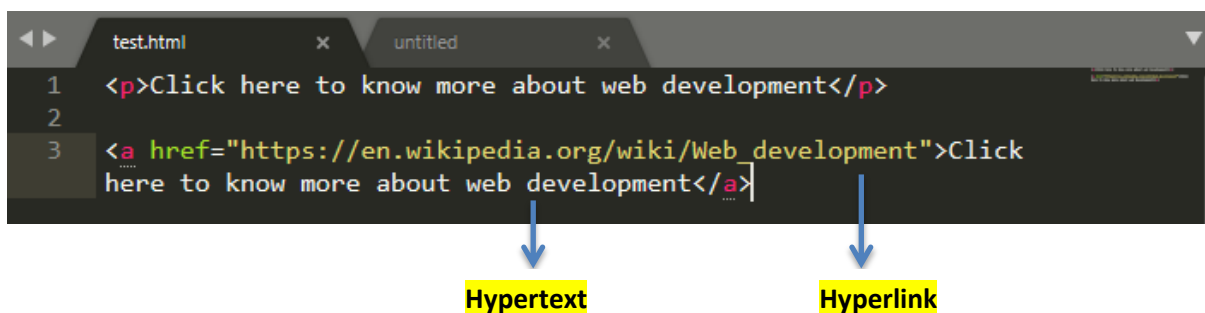 test.html × untitled ×
1 <p>Click here to know more about web development</p>
2
3 <a href="https://en.wikipedia.org/wiki/Web_development">Click
here to know more about web development</a>
Hypertext Hyperlink